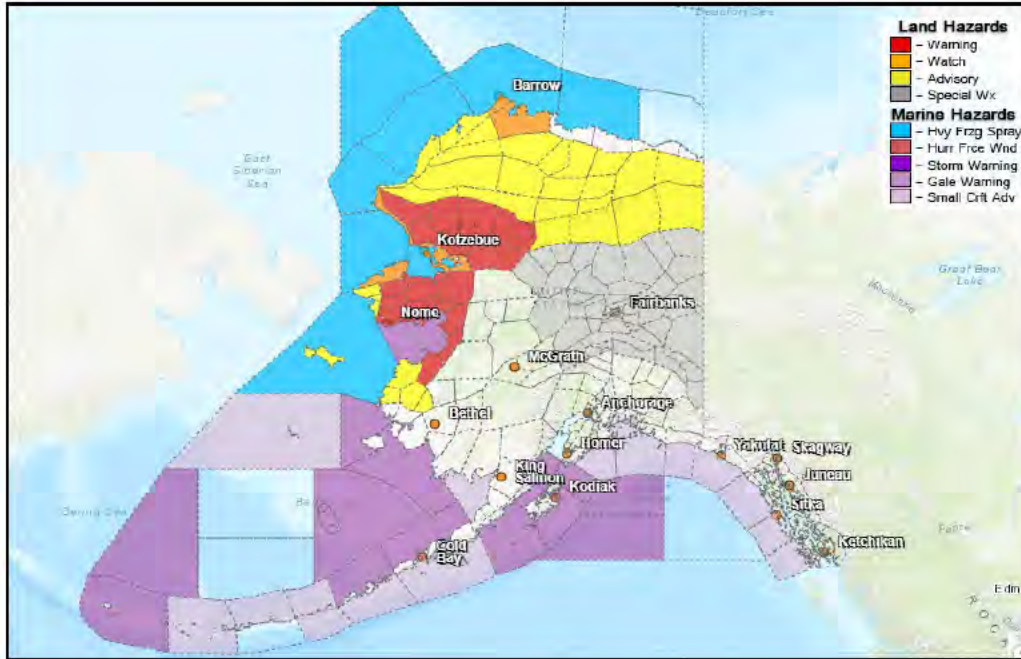 Beaufort Sea
Land Hazards
- Warning
- Watch
- Advisory
- Special Wx
Marine Hazards
- Hvy Frzg Spray
- Hurr Frce Wnd
- Storm Warning
- Gale Warning
- Small Crft Adv
Barrow
East
Siberian
Sea
Kotzebue
Great Bear
Lake
Nome
Fairbanks
McGrath
Bethel
Anchorage
Homer
Yakutat
Skagway
King
Salmon
Juneau
Kodiak
Sitka
Bering Sea
Cold
Bay
Ketchikan